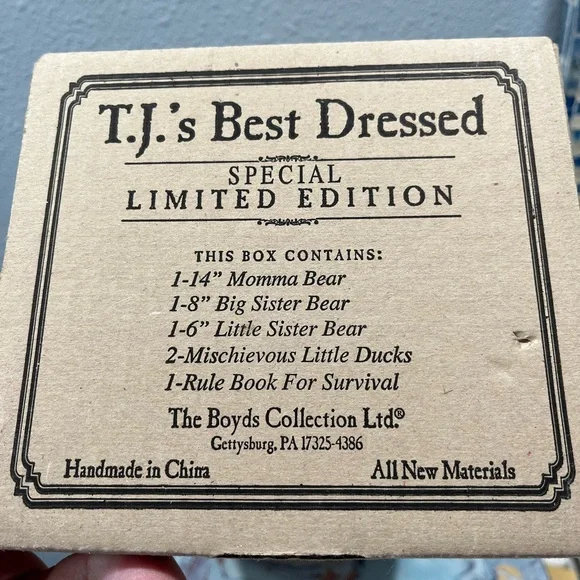 T.J.'s Best Dressed
SPECIAL
LIMITED EDITION
THIS BOX CONTAINS:
1-14" Momma Bear
1-8" Big Sister Bear
1-6" Little Sister Bear
2-Mischievous Little Ducks
1-Rule Book For Survival
The Boyds Collection Ltd.®
Gettysburg, PA 17325-4386
Handmade in China All New Materials